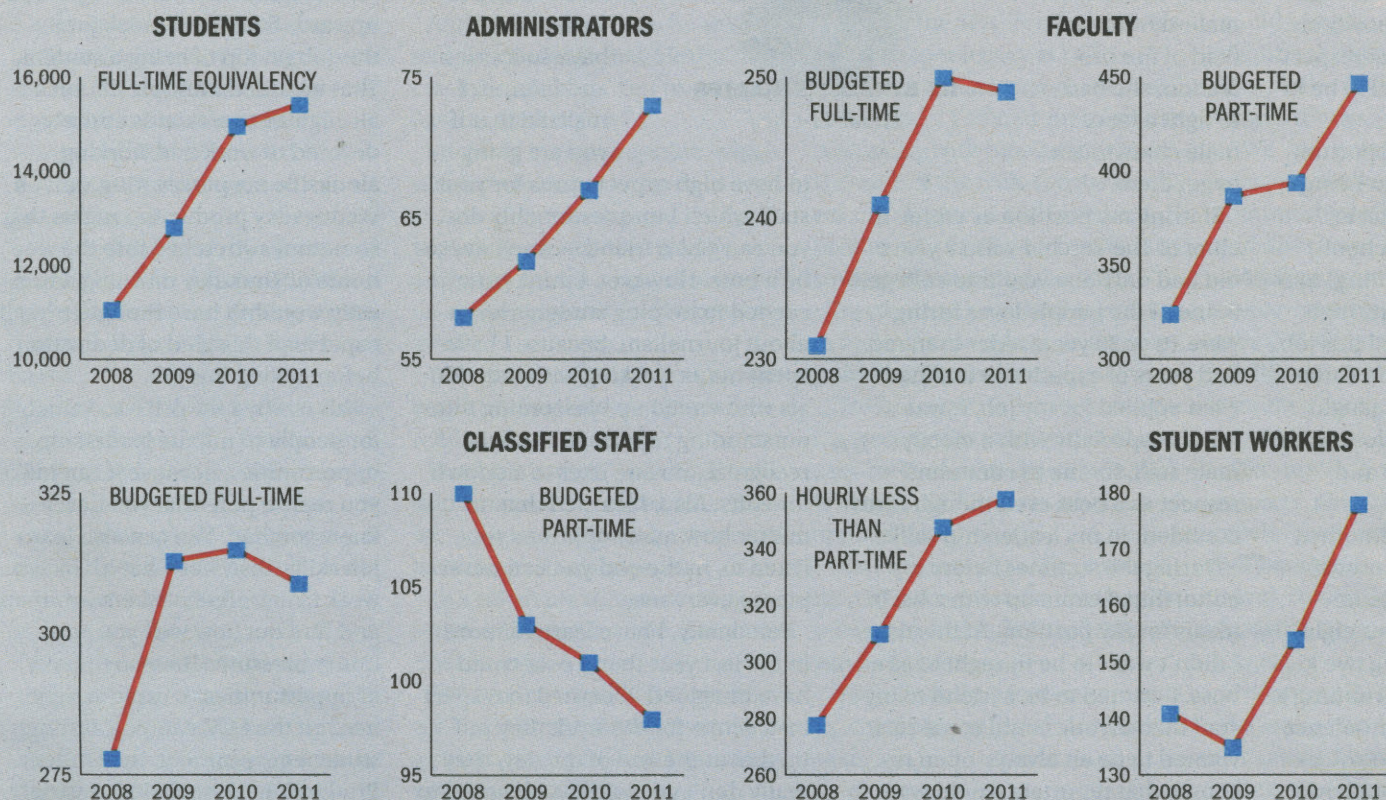 STUDENTS
FULL-TIME EQUIVALENCY
16,000
14,000
12,000
10,000
2008 2009 2010 2011
ADMINISTRATORS
75
65
55
2008 2009 2010 2011
FACULTY
BUDGETED
FULL-TIME
250
240
230
2008 2009 2010 2011
BUDGETED
PART-TIME
450
400
350
300
2008 2009 2010 2011
CLASSIFIED STAFF
BUDGETED FULL-TIME
325
300
275
2008 2009 2010 2011
BUDGETED
PART-TIME
110
105
100
95
2008 2009 2010 2011
HOURLY LESS
THAN
PART-TIME
360
340
320
300
280
260
2008 2009 2010 2011
STUDENT WORKERS
180
170
160
150
140
130
2008 2009 2010 2011